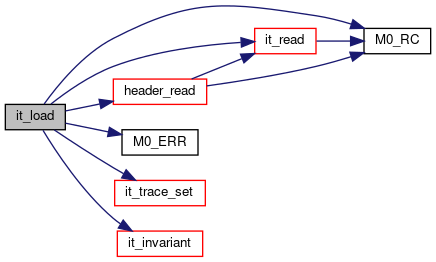 it_read
M0_RC
header_read
it_load
M0_ERR
it_trace_set
it_invariant